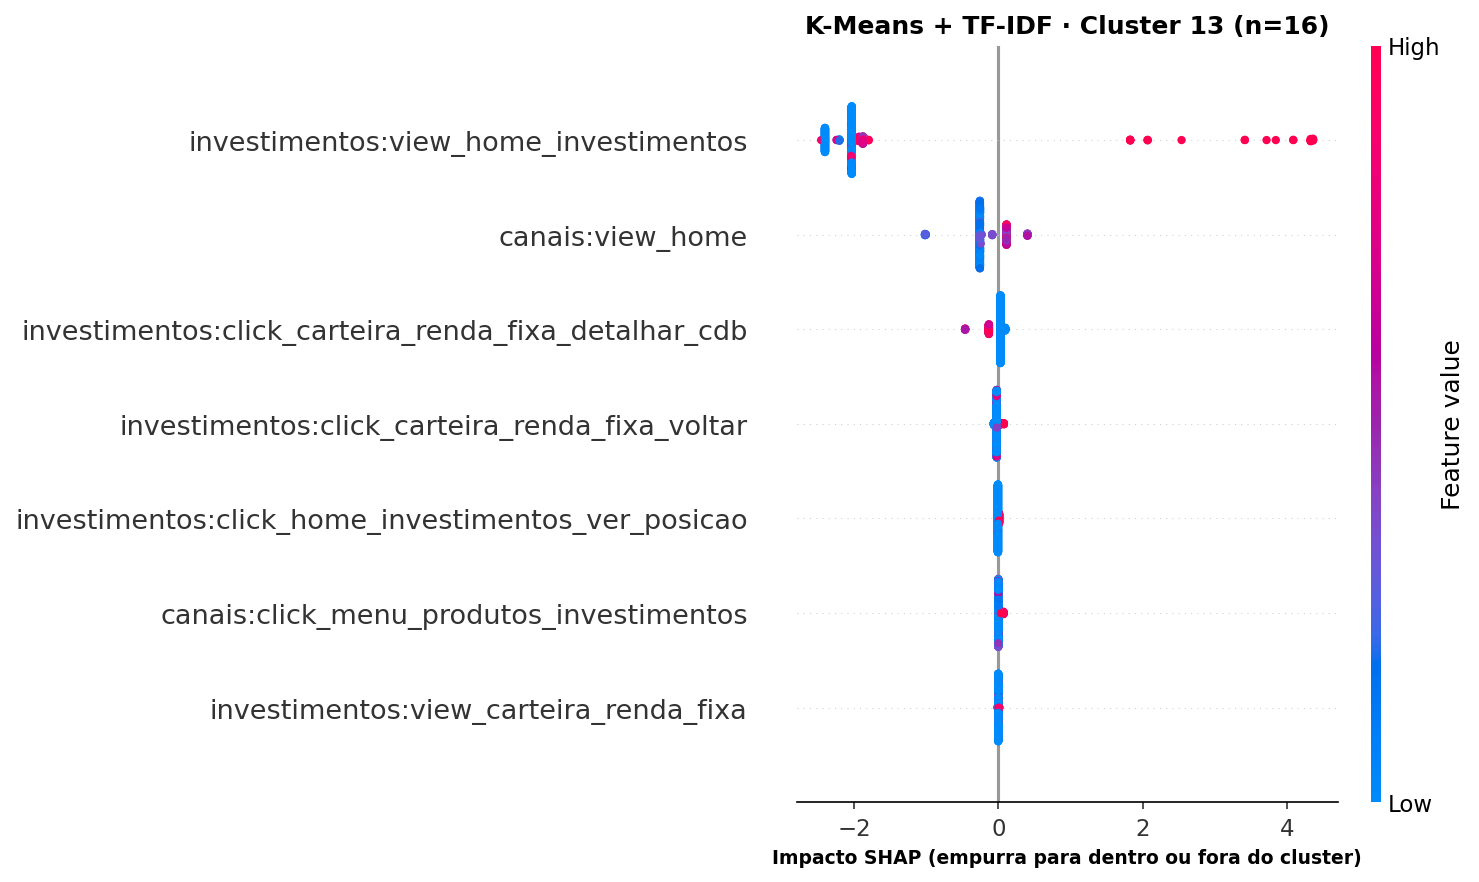 K-Means + TF-IDF · Cluster 13 (n=16)
High
investimentos:view_home_investimentos
canais:view_home
investimentos:click_carteira_renda_fixa_detalhar_cdb
investimentos:click_carteira_renda_fixa_voltar
investimentos:click_home_investimentos_ver_posicao
canais:click_menu_produtos_investimentos
investimentos:view_carteira_renda_fixa
Feature value
Low
−2 0 2 4
Impacto SHAP (empurra para dentro ou fora do cluster)